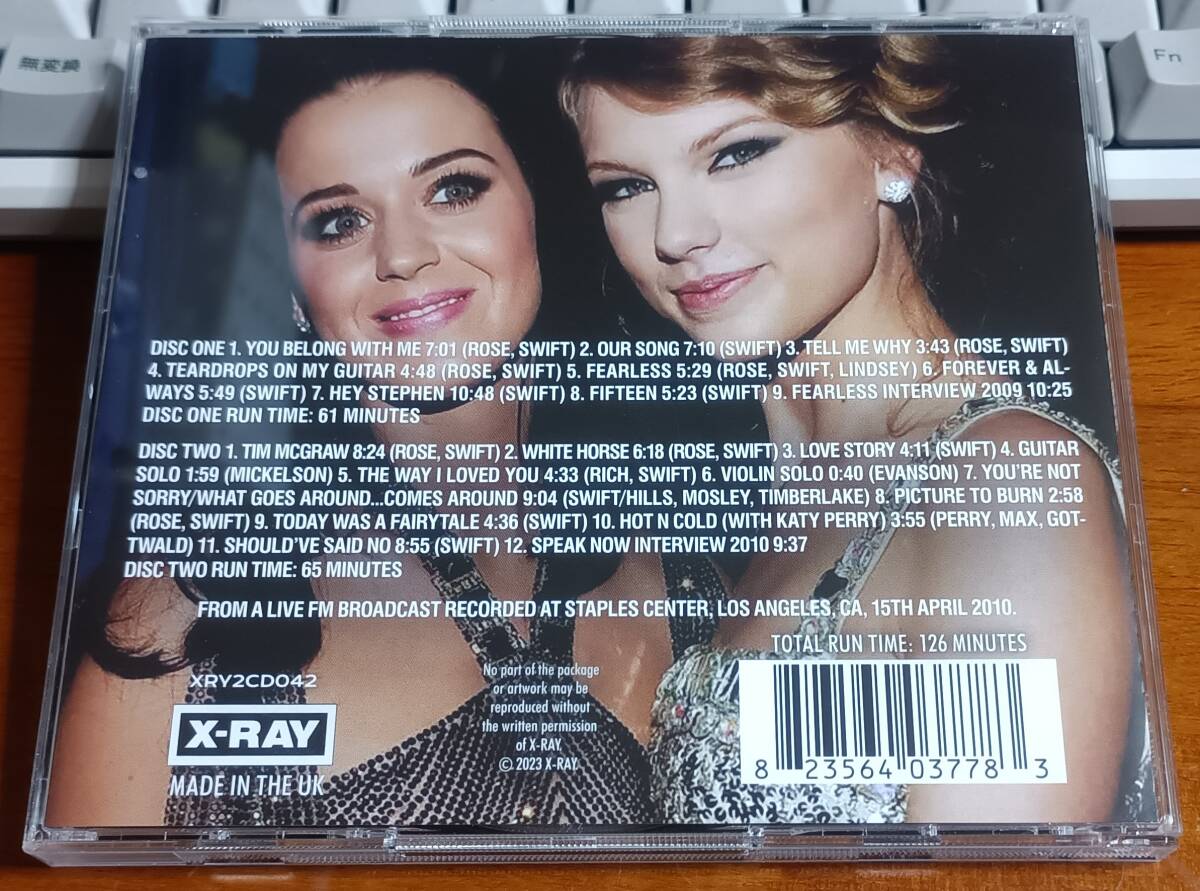 無変換
Fn
DISC ONE 1. YOU BELONG WITH ME 7:01 (ROSE, SWIFT) 2. OUR SONG 7:10 (SWIFT) 3. TELL ME WHY 3:43 (ROSE, SWIFT)
4. TEARDROPS ON MY GUITAR 4:48 (ROSE, SWIFT) 5. FEARLESS 5:29 (ROSE, SWIFT, LINDSEY) 6. FOREVER & AL-
WAYS 5:49 (SWIFT) 7. HEY STEPHEN 10:48 (SWIFT) 8. FIFTEEN 5:23 (SWIFT) 9. FEARLESS INTERVIEW 2009 10:25
DISC ONE RUN TIME: 61 MINUTES
DISC TWO 1. TIM MCGRAW 8:24 (ROSE, SWIFT) 2. WHITE HORSE 6:18 (ROSE, SWIFT) 3. LOVE STORY 4:11 (SWIFT) 4. GUITAR
SOLO 1:59 (MICKELSON) 5. THE WAY I LOVED YOU 4:33 (RICH, SWIFT) 6. VIOLIN SOLO 0:40 (EVANSON) 7. YOU'RE NOT
SORRY/WHAT GOES AROUND...COMES AROUND 9:04 (SWIFT/HILLS, MOSLEY, TIMBERLAKE) 8. PICTURE TO BURN 2:58
(ROSE, SWIFT) 9. TODAY WAS A FAIRYTALE 4:36 (SWIFT) 10. HOT N COLD (WITH KATY PERRY) 3:55 (PERRY, MAX, GOT-
TWALD) 11. SHOULD'VE SAID NO 8:55 (SWIFT) 12. SPEAK NOW INTERVIEW 2010 9:37
DISC TWO RUN TIME: 65 MINUTES
FROM A LIVE FM BROADCAST RECORDED AT STAPLES CENTER, LOS ANGELES, CA, 15TH APRIL 2010.
TOTAL RUN TIME: 126 MINUTES
XRY2CD042
X-RAY
MADE IN THE UK
No part of the package
or artwork may be
reproduced without
the written permission
of X-RAY.
© 2023 X-RAY.
8 23564 03778 3